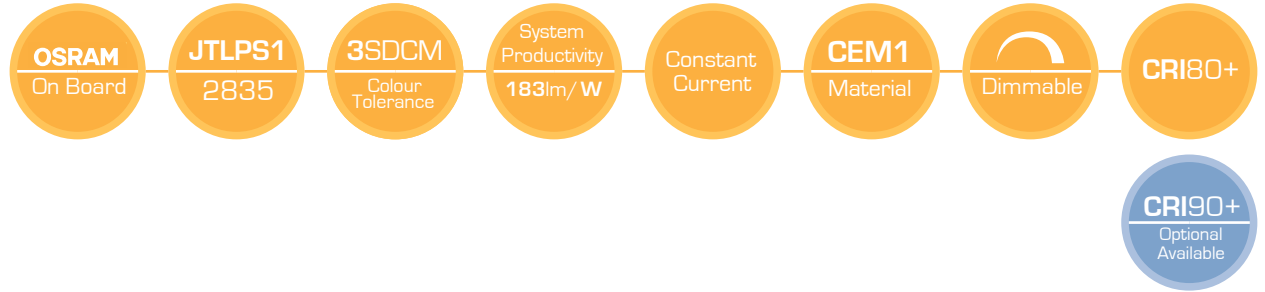 OSRAM
On Board
JTLPS1
2835
3SDCM
Colour
Tolerance
System
Productivity
183lm/W
Constant
Current
CEM1
Material
Dimmable
CRI80+
CRI90+
Optional
Available